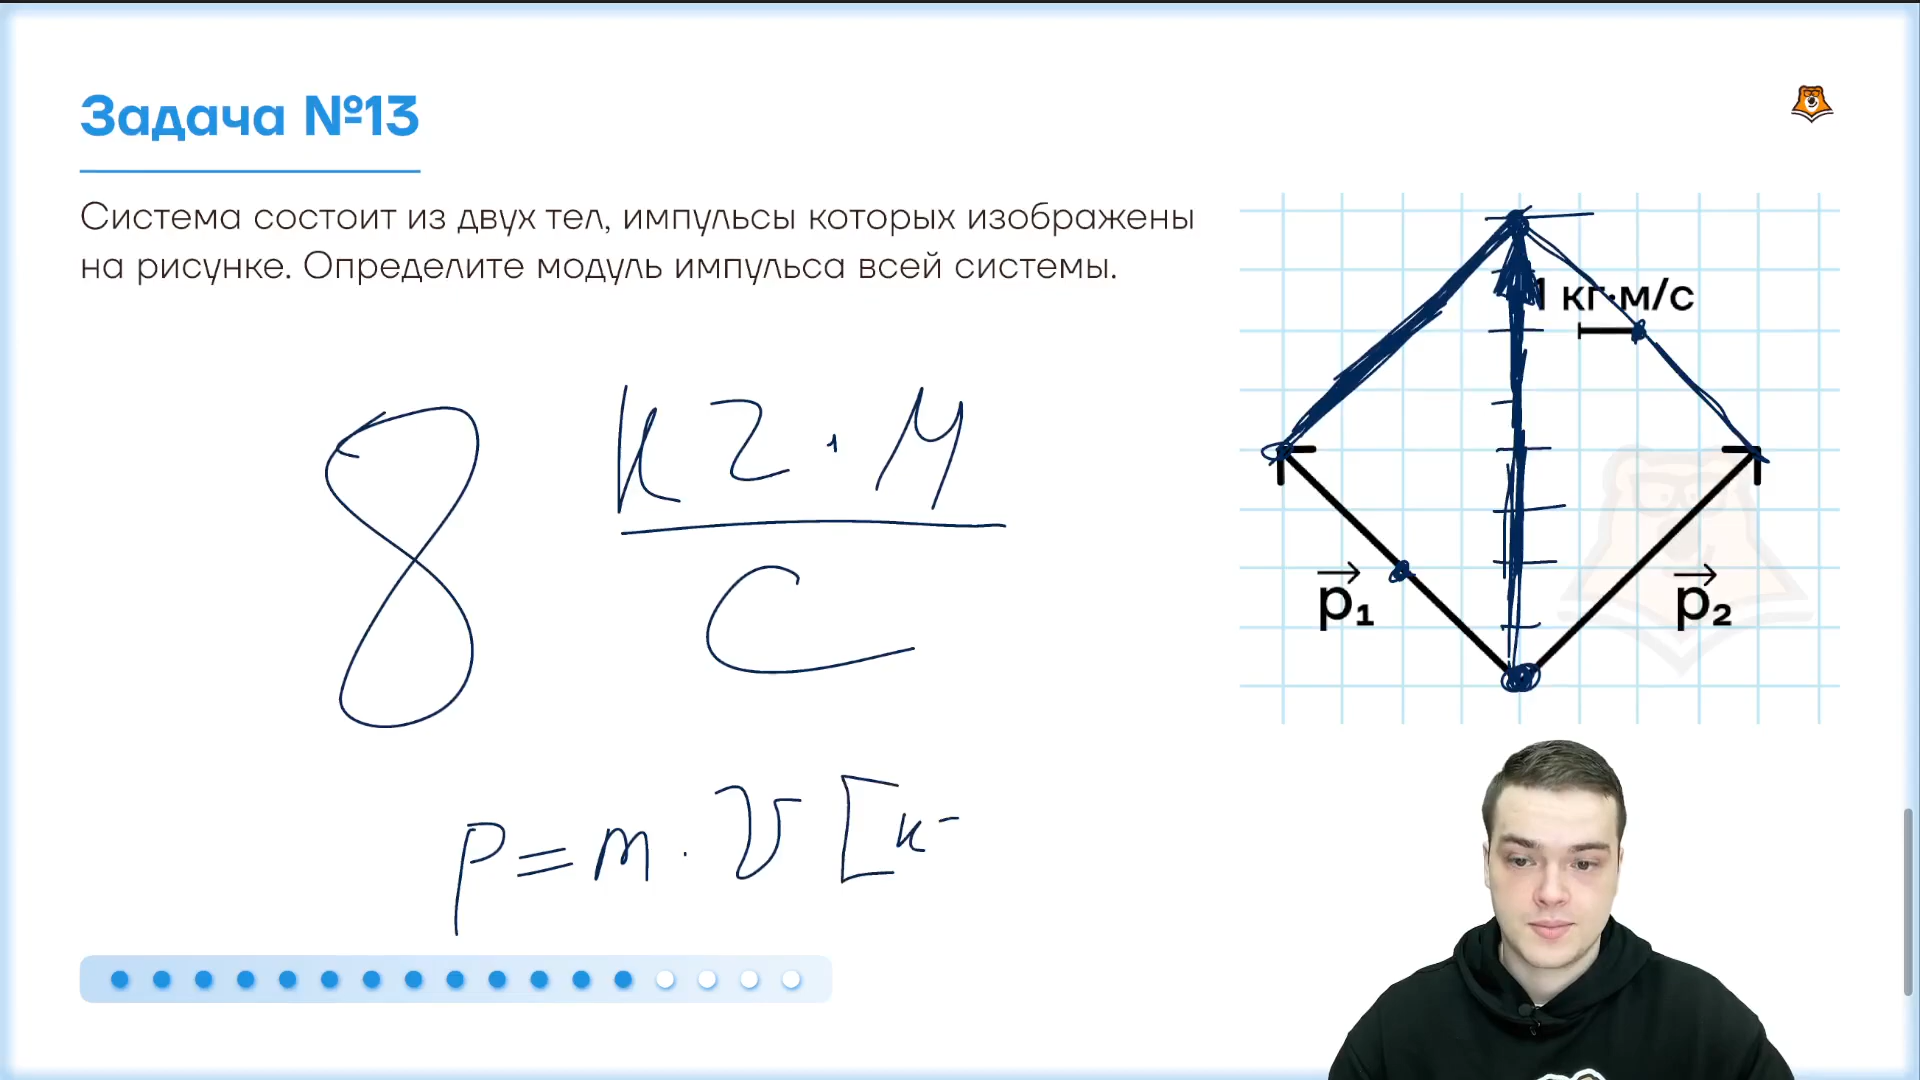 Задача №13
Система состоит из двух тел, импульсы которых изображены
на рисунке. Определите модуль импульса всей системы.
1 кг·м/с
p₁
p₂
8 кг·м/с
p=m·v [к